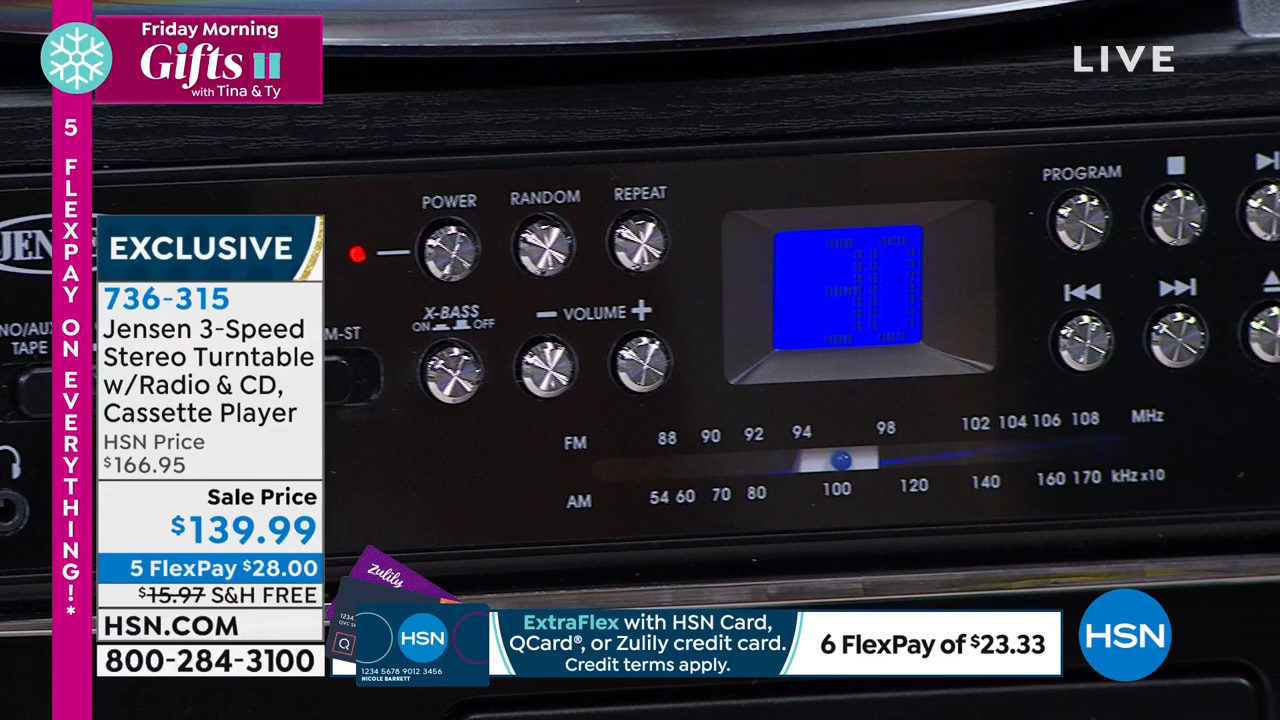 Friday Morning
Gifts
with Tina & Ty
LIVE
5 FLEXPAY ON EVERYTHING!*
EXCLUSIVE
736-315
Jensen 3-Speed
Stereo Turntable
w/Radio & CD,
Cassette Player
HSN Price
$166.95
Sale Price
$139.99
5 FlexPay $28.00
$15.97 S&H FREE
HSN.COM
800-284-3100
POWER RANDOM REPEAT
X-BASS
ON OFF
− VOLUME +
M-ST
TAPE
PROGRAM
FM 88 90 92 94 98 102 104 106 108 MHz
AM 54 60 70 80 100 120 140 160 170 kHz x10
Zulily
HSN
1234 5678 9012 3456
NICOLE BARRETT
ExtraFlex with HSN Card,
QCard®, or Zulily credit card.
Credit terms apply.
6 FlexPay of $23.33
HSN